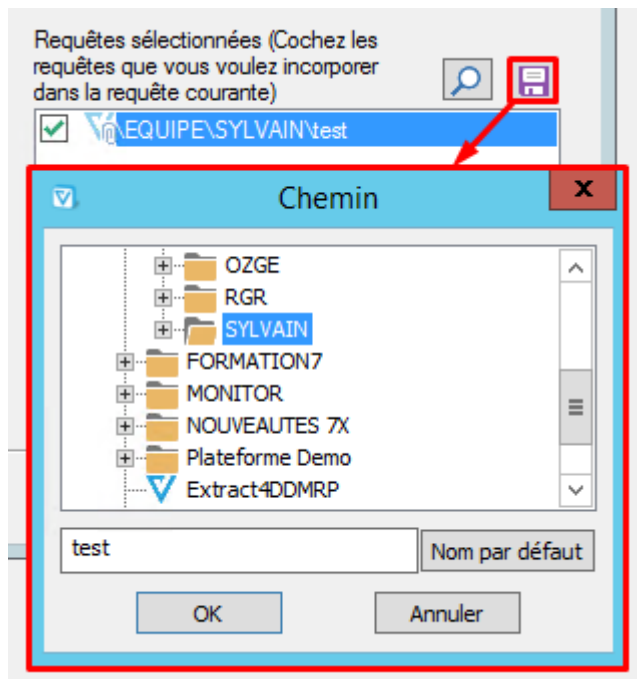 Requêtes sélectionnées (Cochez les
requêtes que vous voulez incorporer
dans la requête courante)
\EQUIPE\SYLVAIN\test
Chemin
x
OZGE
RGR
SYLVAIN
FORMATION7
MONITOR
NOUVEAUTES 7X
Plateforme Demo
Extract4DDMRP
test
Nom par défaut
OK
Annuler